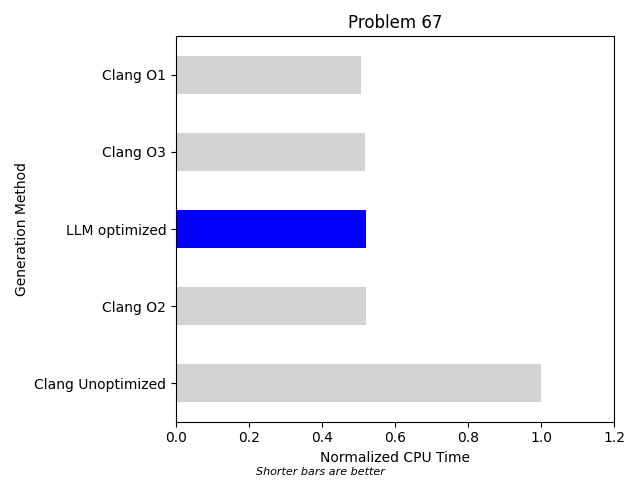 Problem 67
Generation Method
Clang O1
Clang O3
LLM optimized
Clang O2
Clang Unoptimized
0.0 0.2 0.4 0.6 0.8 1.0 1.2
Normalized CPU Time
Shorter bars are better